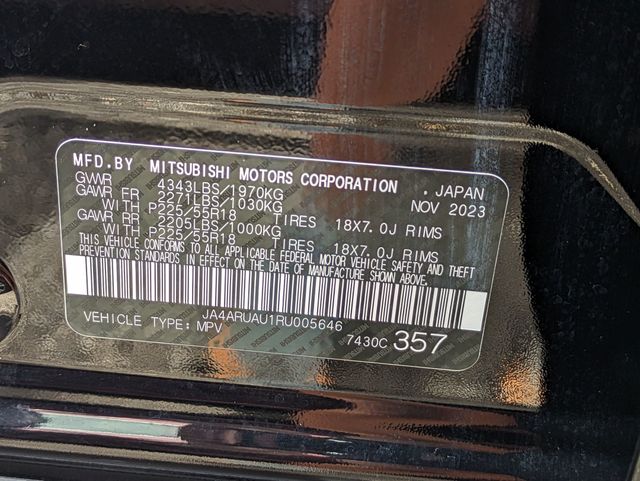 MFD.BY MITSUBISHI MOTORS CORPORATION , JAPAN
GVWR 4343LBS/1970KG NOV 2023
GAWR FR 2271LBS/1030KG
WITH P225/55R18 TIRES 18X7.0J RIMS
GAWR RR 2205LBS/1000KG
WITH P225/55R18 TIRES 18X7.0J RIMS
THIS VEHICLE CONFORMS TO ALL APPLICABLE FEDERAL MOTOR VEHICLE SAFETY AND THEFT
PREVENTION STANDARDS IN EFFECT ON THE DATE OF MANUFACTURE SHOWN ABOVE.
JA4ARUAU1RU005646
VEHICLE TYPE: MPV 7430C 357